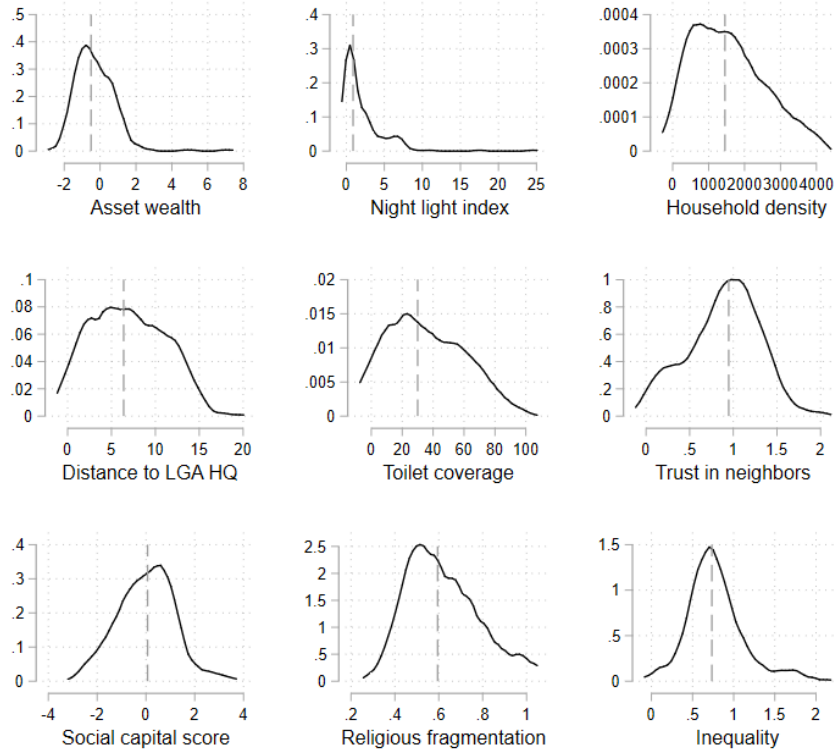 .5
.4
.3
.2
.1
0
-2 0 2 4 6 8
Asset wealth
.4
.3
.2
.1
0
0 5 10 15 20 25
Night light index
.0004
.0003
.0002
.0001
0
0 1000 2000 3000 4000
Household density
.1
.08
.06
.04
.02
0
0 5 10 15 20
Distance to LGA HQ
.02
.015
.01
.005
0
0 20 40 60 80 100
Toilet coverage
1
.8
.6
.4
.2
0
0 .5 1 1.5 2
Trust in neighbors
.4
.3
.2
.1
0
-4 -2 0 2 4
Social capital score
2.5
2
1.5
1
.5
0
.2 .4 .6 .8 1
Religious fragmentation
1.5
1
.5
0
0 .5 1 1.5 2
Inequality